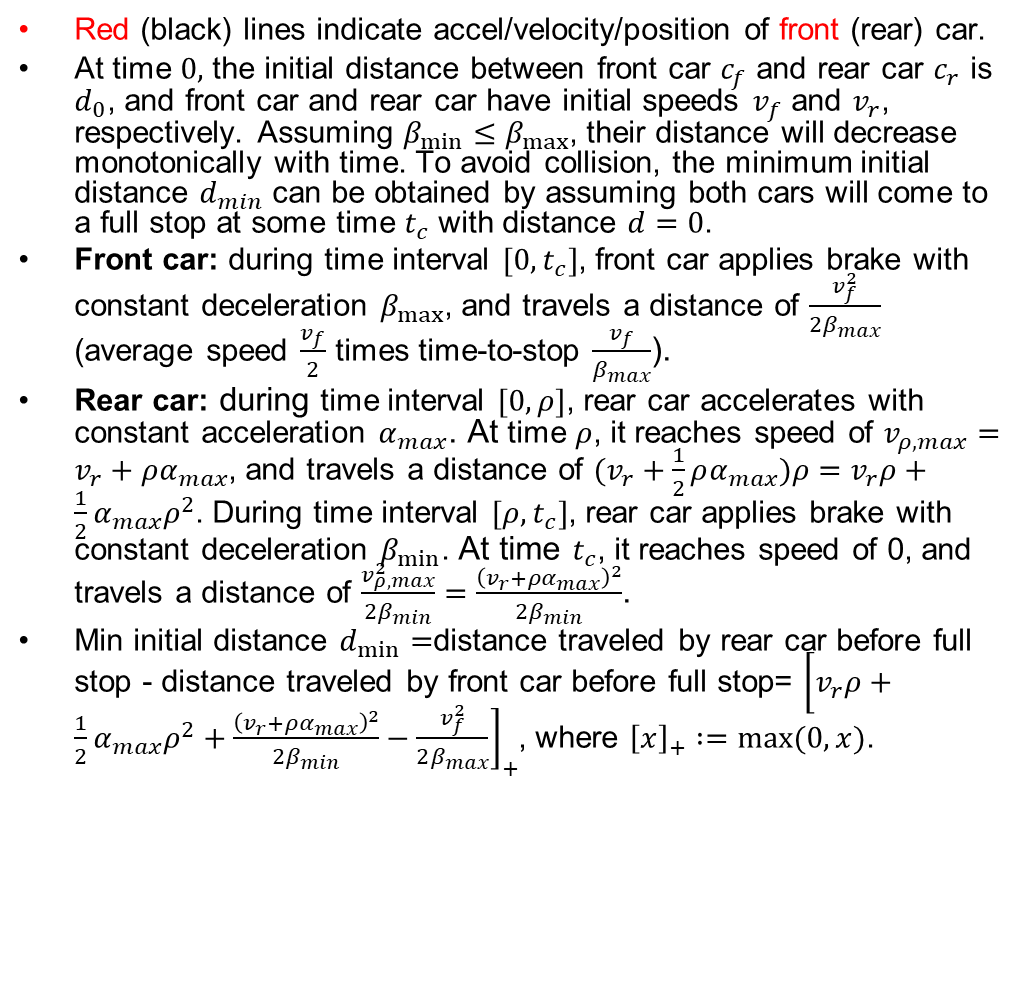 • Red (black) lines indicate accel/velocity/position of front (rear) car.
• At time 0, the initial distance between front car c_f and rear car c_r is
d_0, and front car and rear car have initial speeds v_f and v_r,
respectively. Assuming β_min ≤ β_max, their distance will decrease
monotonically with time. To avoid collision, the minimum initial
distance d_min can be obtained by assuming both cars will come to
a full stop at some time t_c with distance d = 0.
• Front car: during time interval [0, t_c], front car applies brake with
constant deceleration β_max, and travels a distance of v_f^2/(2β_max)
(average speed v_f/2 times time-to-stop v_f/β_max).
• Rear car: during time interval [0, ρ], rear car accelerates with
constant acceleration α_max. At time ρ, it reaches speed of v_ρ,max =
v_r + ρα_max, and travels a distance of (v_r + 1/2 ρα_max)ρ = v_rρ +
1/2 α_maxρ^2. During time interval [ρ, t_c], rear car applies brake with
constant deceleration β_min. At time t_c, it reaches speed of 0, and
travels a distance of v_ρ,max^2/(2β_min) = (v_r+ρα_max)^2/(2β_min).
• Min initial distance d_min =distance traveled by rear car before full
stop - distance traveled by front car before full stop= [v_rρ +
1/2 α_maxρ^2 + (v_r+ρα_max)^2/(2β_min) − v_f^2/(2β_max)]_+, where [x]_+ := max(0, x).